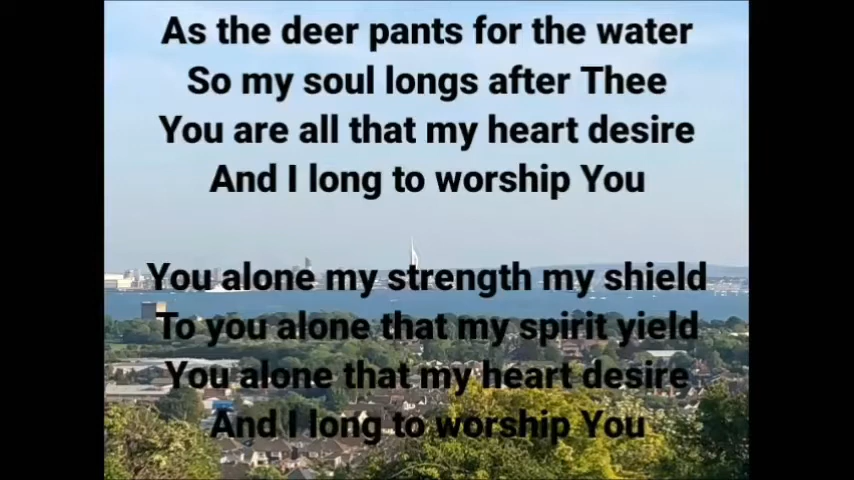 As the deer pants for the water
So my soul longs after Thee
You are all that my heart desire
And I long to worship You
You alone my strength my shield
To you alone that my spirit yield
You alone that my heart desire
And I long to worship You